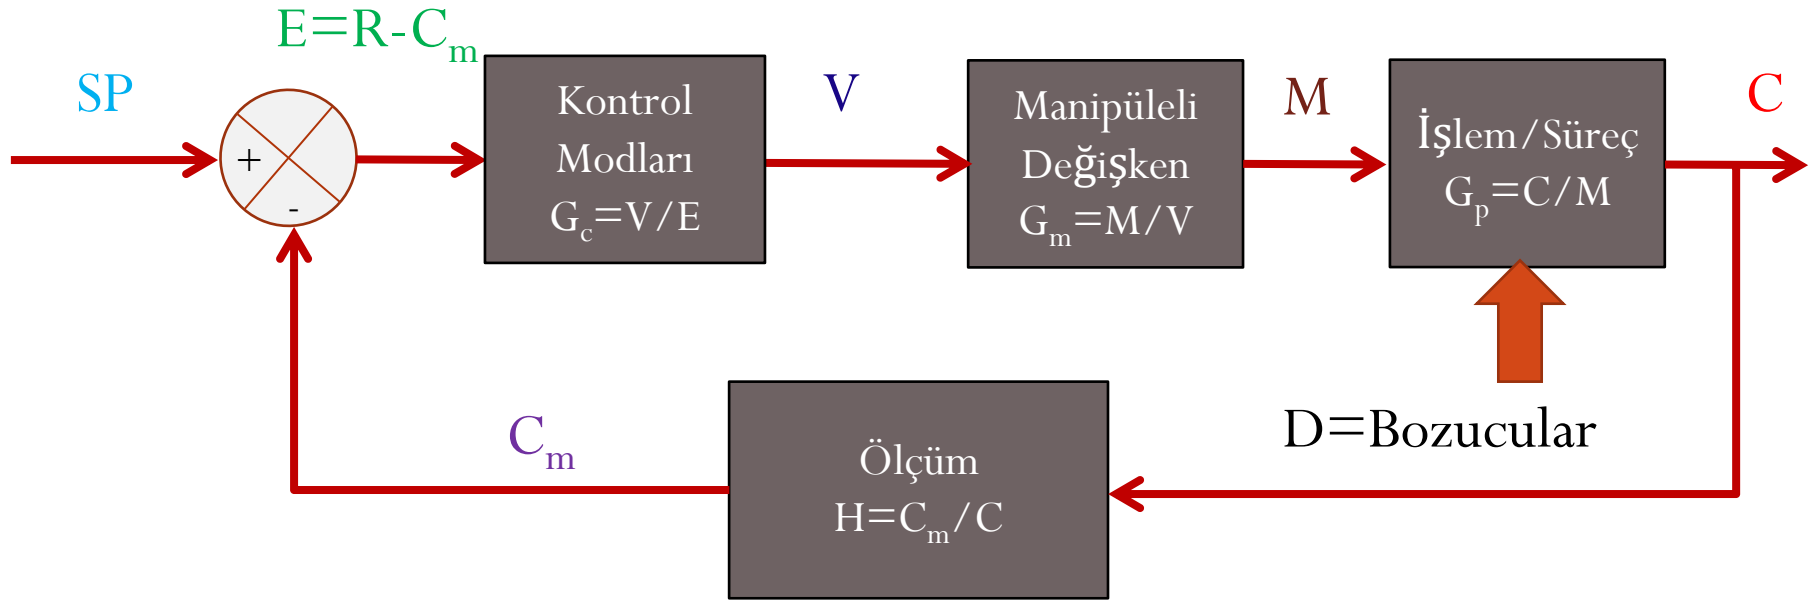 E=R-Cm
SP
+
-
Kontrol
Modları
Gc=V/E
V
Manipüleli
Değişken
Gm=M/V
M
İşlem/Süreç
Gp=C/M
C
D=Bozucular
Cm
Ölçüm
H=Cm/C